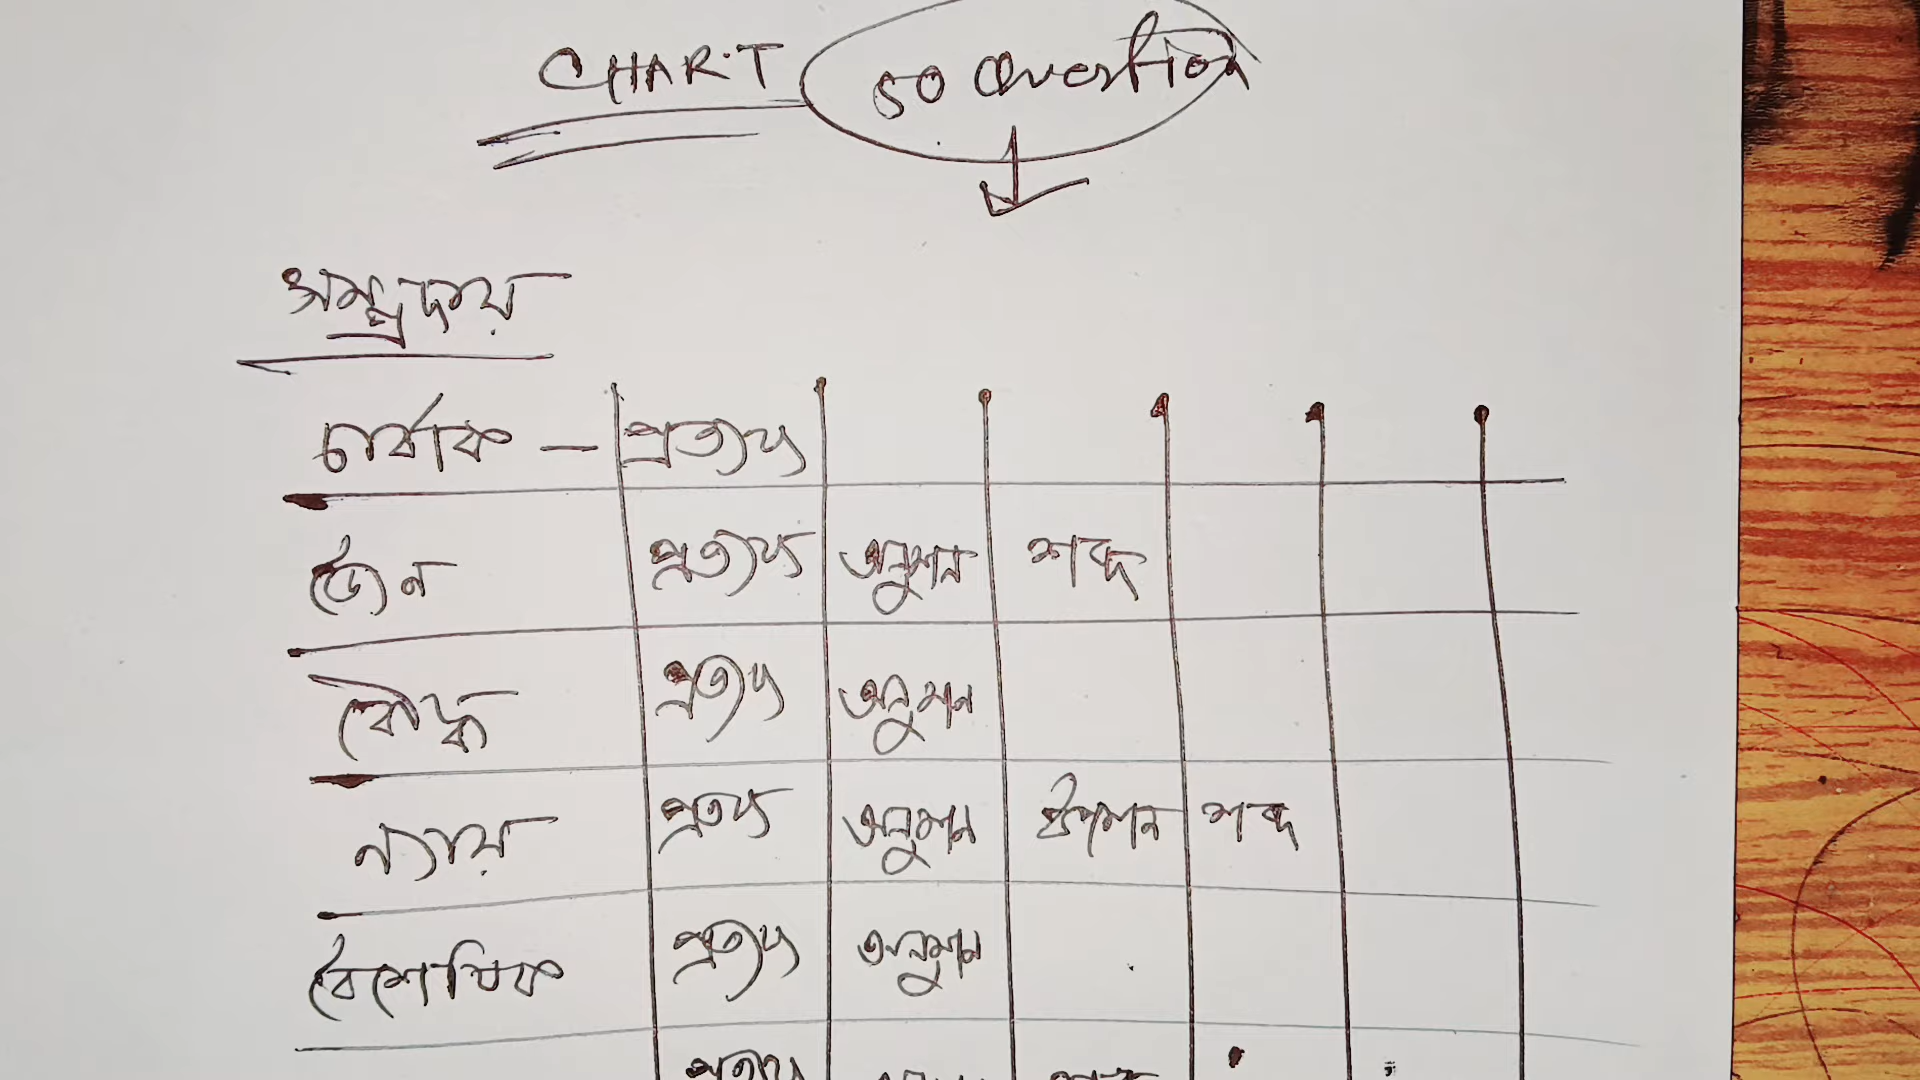 CHART 50 Question
সম্প্রদায়
চার্বাক — প্রত্যক্ষ
জৈন প্রত্যক্ষ অনুমান শব্দ
বৌদ্ধ প্রত্যক্ষ অনুমান
ন্যায় প্রত্যক্ষ অনুমান উপমান শব্দ
বৈশেষিক প্রত্যক্ষ অনুমান